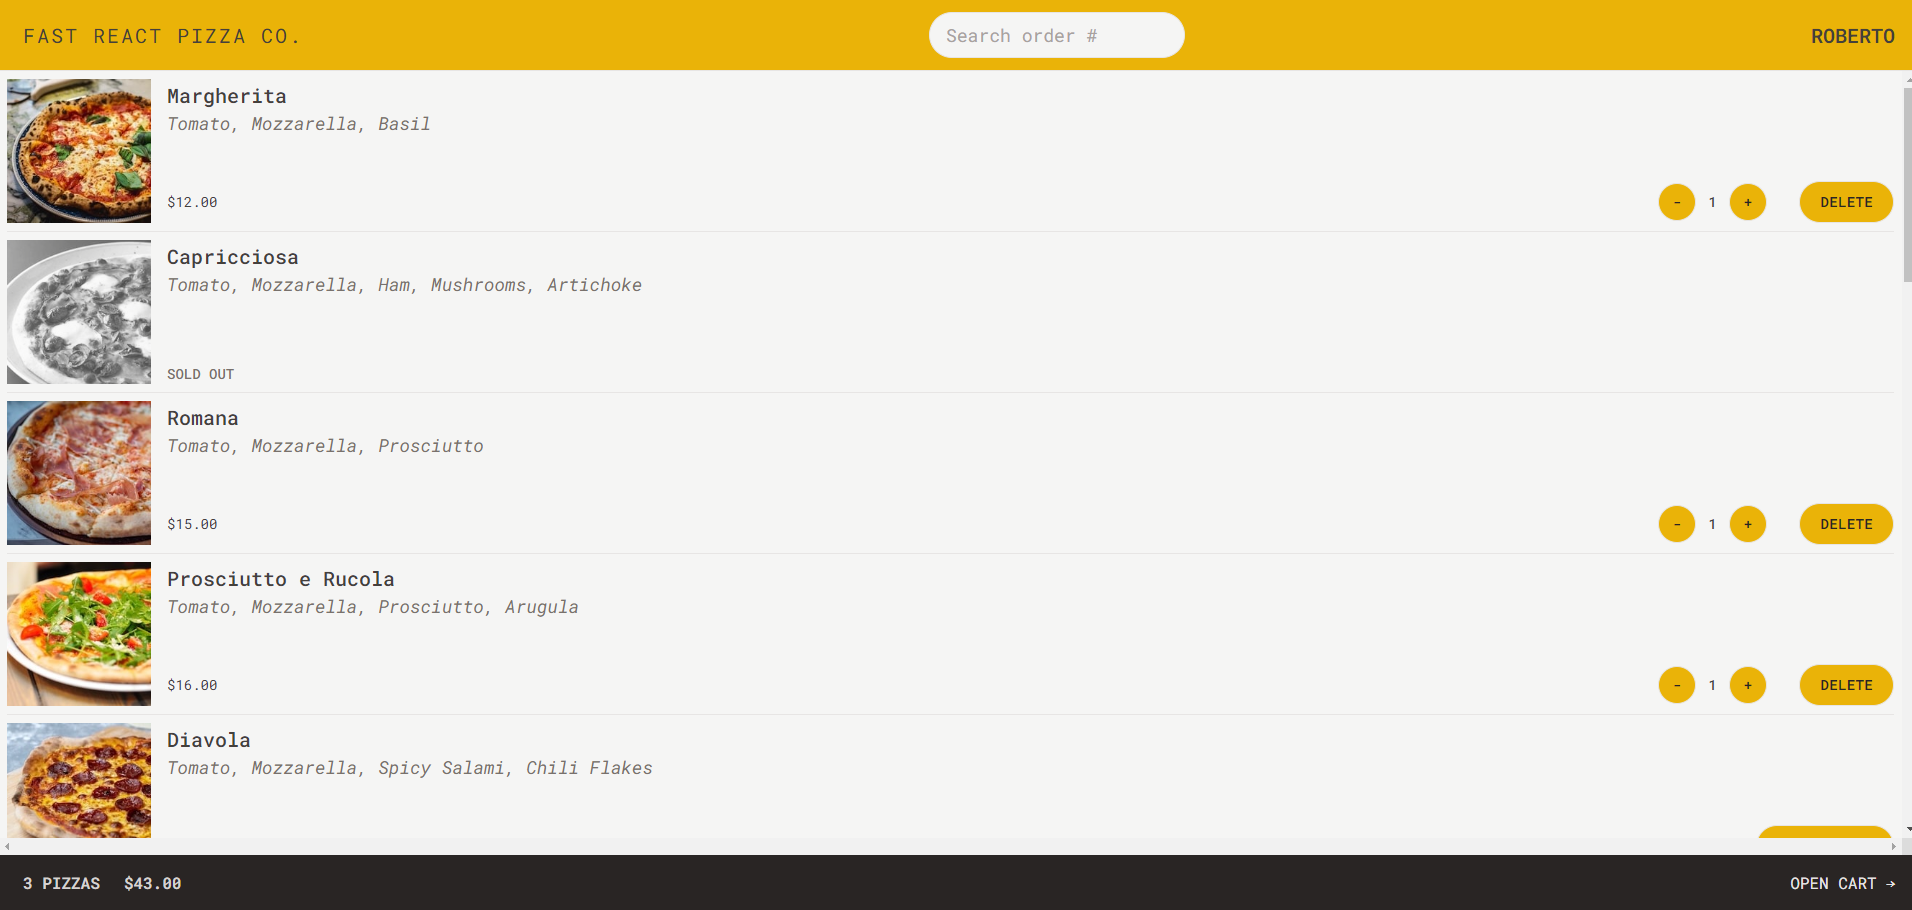 FAST REACT PIZZA CO.
Search order #
ROBERTO
Margherita
Tomato, Mozzarella, Basil
$12.00
- 1 + DELETE
Capricciosa
Tomato, Mozzarella, Ham, Mushrooms, Artichoke
SOLD OUT
Romana
Tomato, Mozzarella, Prosciutto
$15.00
- 1 + DELETE
Prosciutto e Rucola
Tomato, Mozzarella, Prosciutto, Arugula
$16.00
- 1 + DELETE
Diavola
Tomato, Mozzarella, Spicy Salami, Chili Flakes
3 PIZZAS $43.00
OPEN CART →